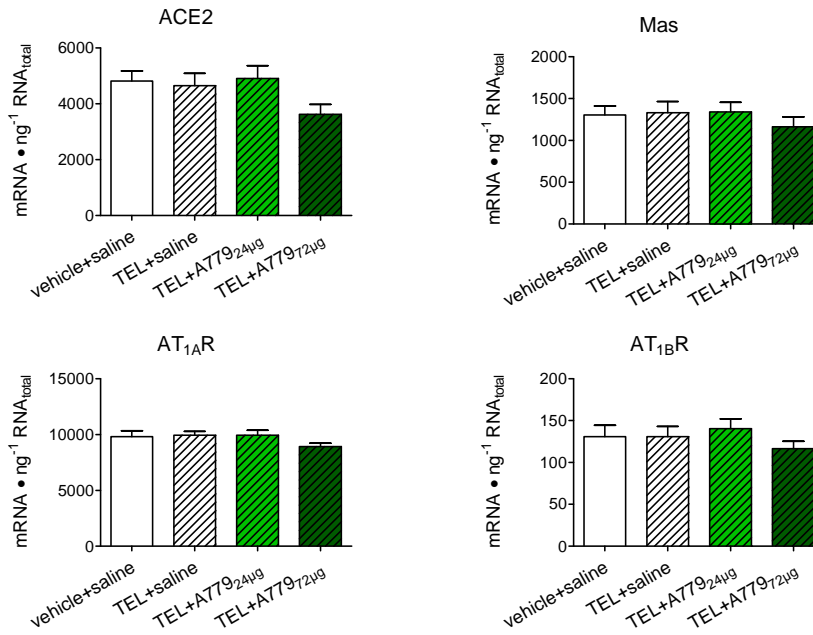 ACE2
mRNA • ng⁻¹ RNAtotal
6000
4000
2000
0
vehicle+saline
TEL+saline
TEL+A779₂₄µg
TEL+A779₇₂µg
Mas
mRNA • ng⁻¹ RNAtotal
2000
1500
1000
500
0
vehicle+saline
TEL+saline
TEL+A779₂₄µg
TEL+A779₇₂µg
AT₁ₐR
mRNA • ng⁻¹ RNAtotal
15000
10000
5000
0
vehicle+saline
TEL+saline
TEL+A779₂₄µg
TEL+A779₇₂µg
AT₁BR
mRNA • ng⁻¹ RNAtotal
200
150
100
50
0
vehicle+saline
TEL+saline
TEL+A779₂₄µg
TEL+A779₇₂µg